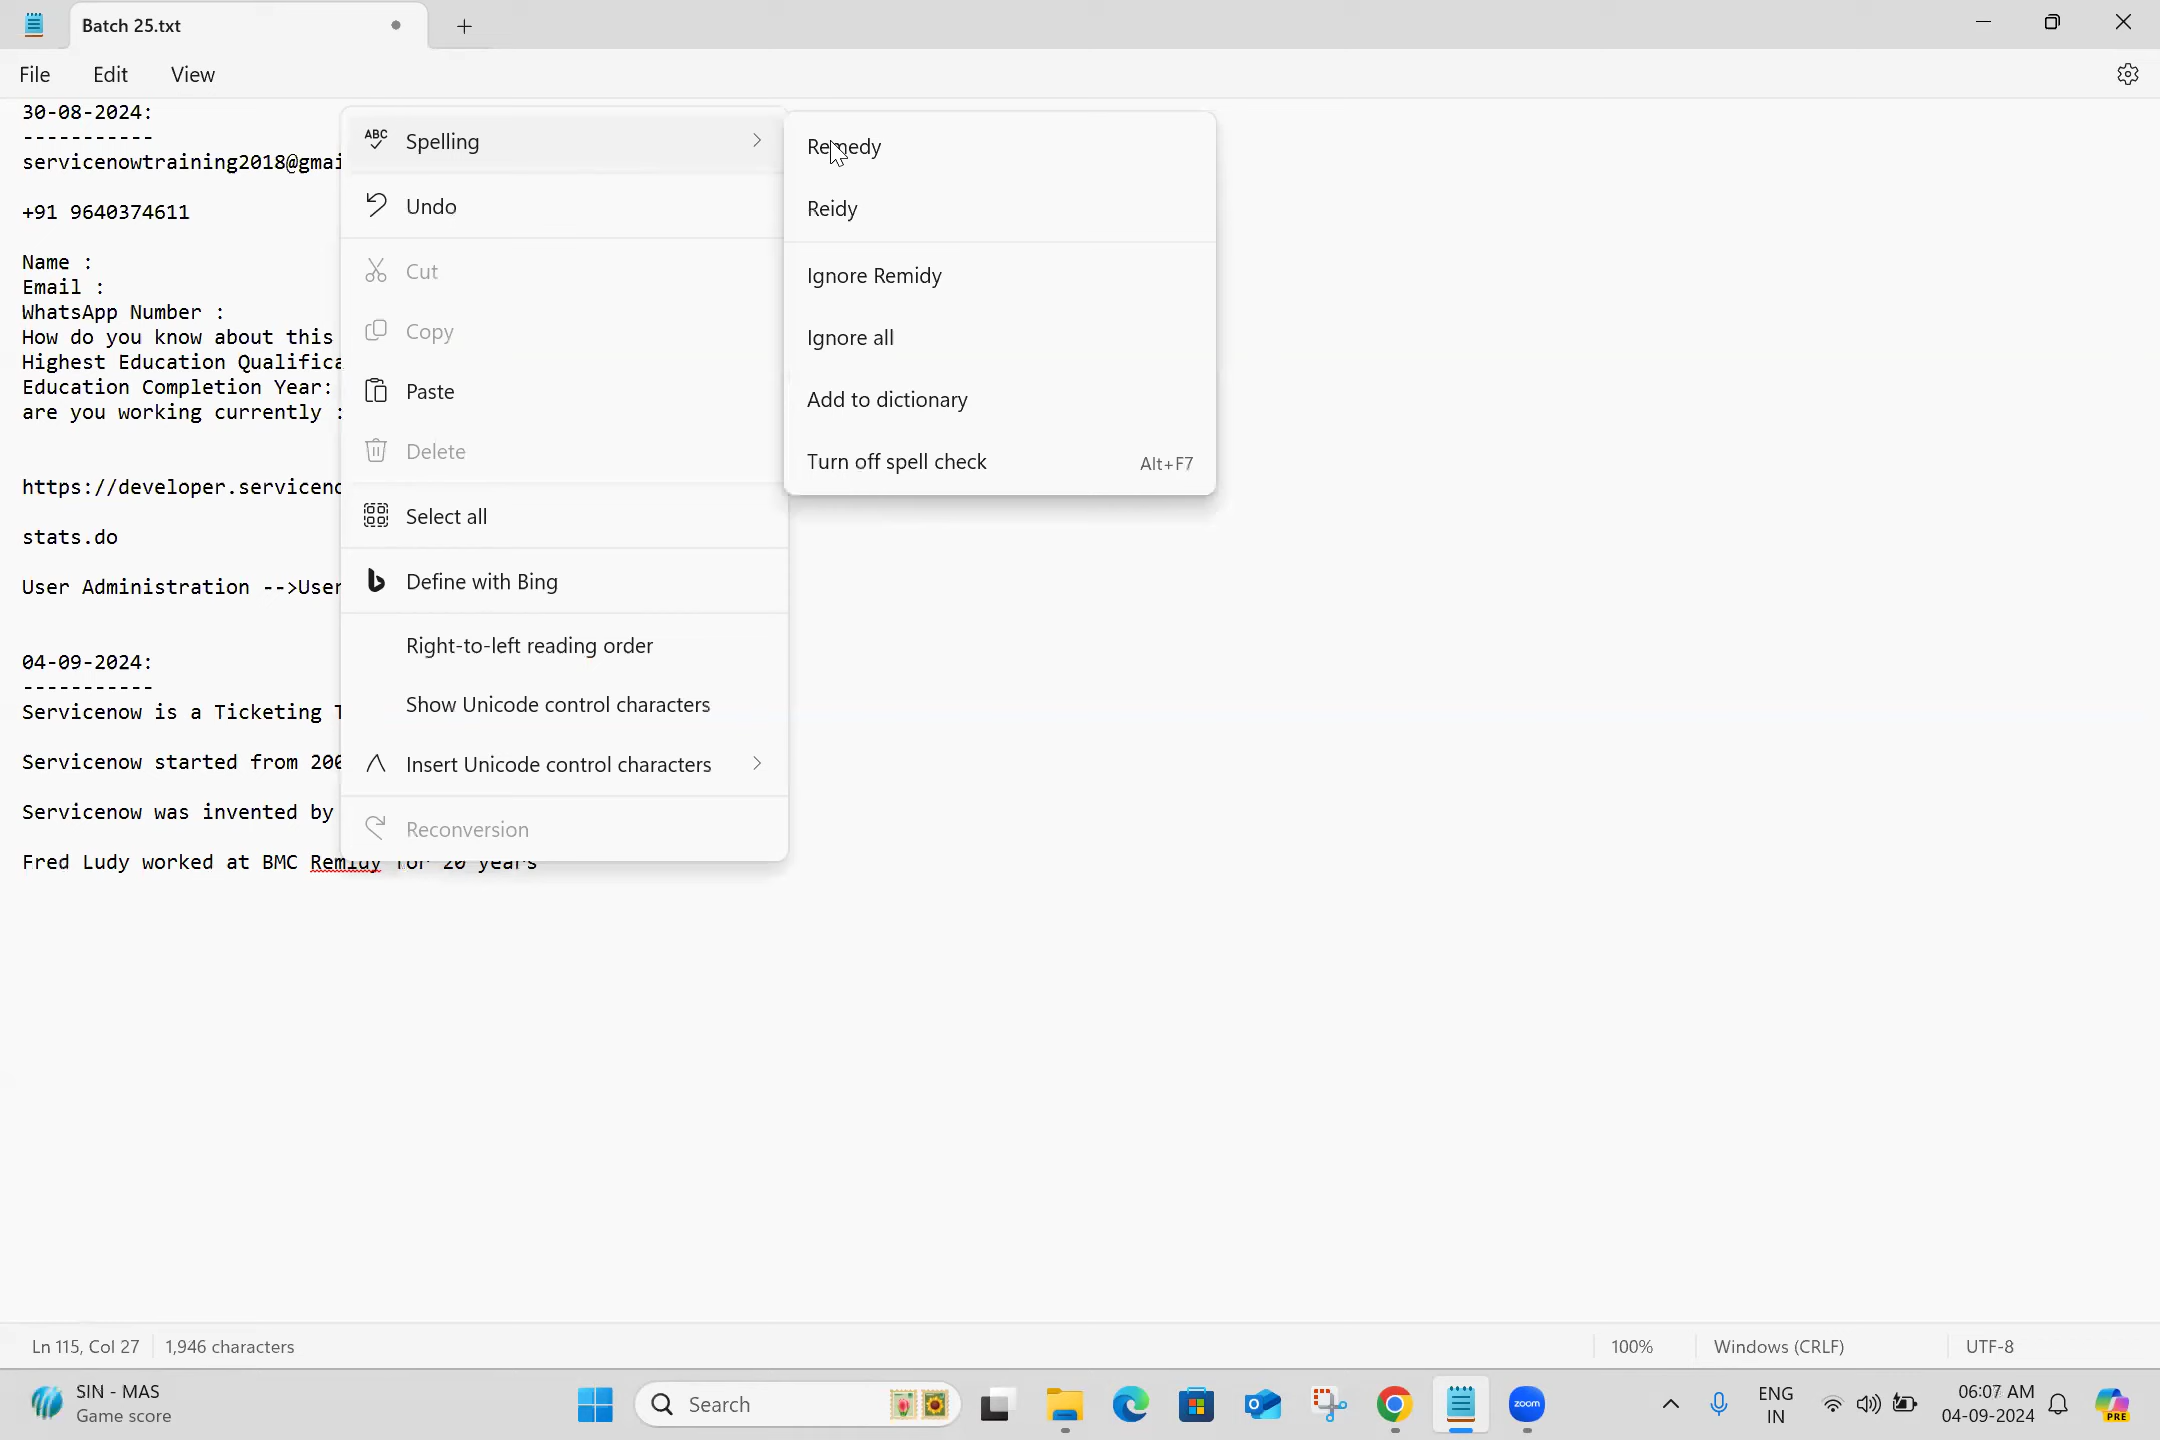 Batch 25.txt
File Edit View
30-08-2024:
-----------
servicenowtraining2018@gmai
+91 9640374611
Name :
Email :
WhatsApp Number :
How do you know about this
Highest Education Qualifica
Education Completion Year:
are you working currently :
https://developer.serviceno
stats.do
User Administration -->User
04-09-2024:
-----------
Servicenow is a Ticketing T
Servicenow started from 200
Servicenow was invented by
Fred Ludy worked at BMC Remidy for 20 years
Spelling
Undo
Cut
Copy
Paste
Delete
Select all
Define with Bing
Right-to-left reading order
Show Unicode control characters
Insert Unicode control characters
Reconversion
Remedy
Reidy
Ignore Remidy
Ignore all
Add to dictionary
Turn off spell check Alt+F7
Ln 115, Col 27 1,946 characters 100% Windows (CRLF) UTF-8
SIN - MAS
Game score
Search
zoom
ENG
IN
06:07 AM
04-09-2024
PRE